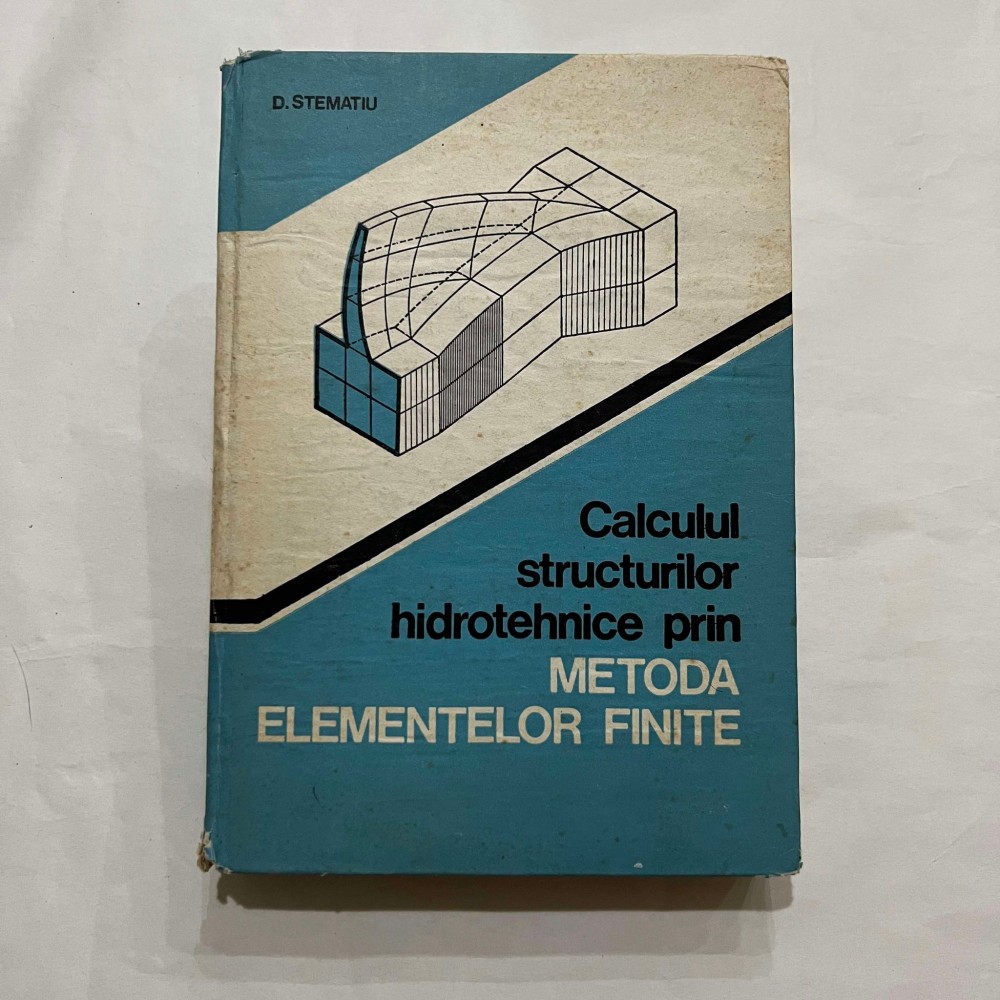 D. STEMATIU
Calculul
structurilor
hidrotehnice prin
METODA
ELEMENTELOR FINITE